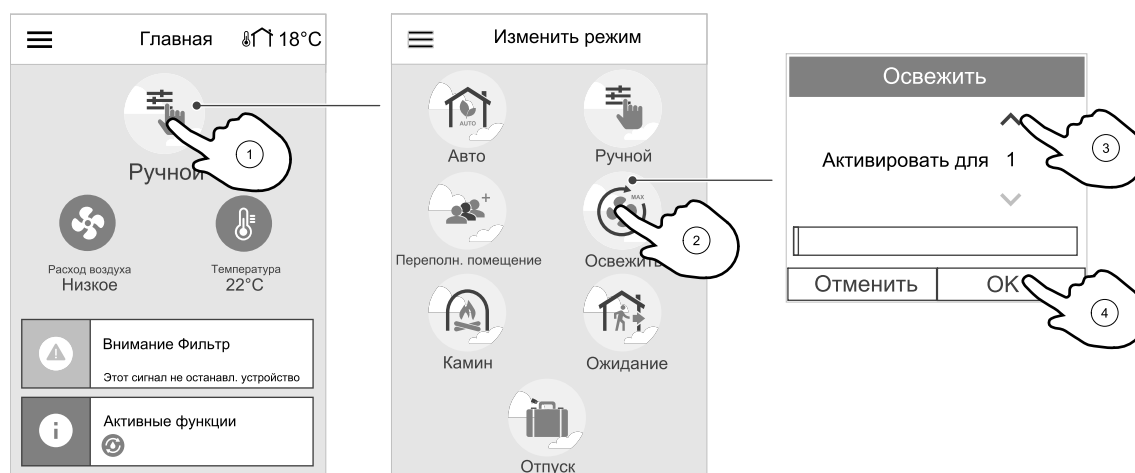 Главная 18°C
Ручной
Расход воздуха
Низкое
Температура
22°C
Внимание Фильтр
Этот сигнал не останавл. устройство
Активные функции
1
Изменить режим
AUTO
Авто
Ручной
Переполн. помещение
MAX
Освежить
2
Камин
Ожидание
Отпуск
Освежить
Активировать для 1
3
Отменить
OK
4